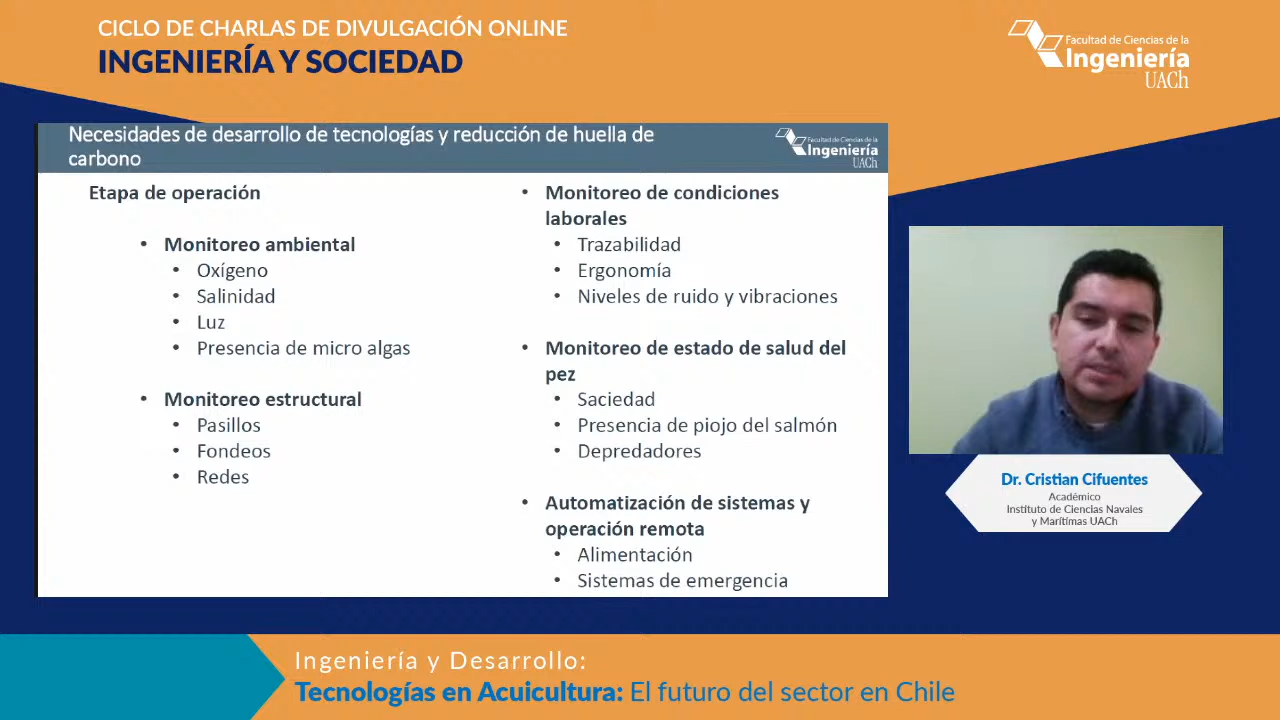 CICLO DE CHARLAS DE DIVULGACIÓN ONLINE
INGENIERÍA Y SOCIEDAD
Facultad de Ciencias de la
Ingeniería
UACh
Necesidades de desarrollo de tecnologías y reducción de huella de
carbono
Facultad de Ciencias de la
Ingeniería
UACh
Etapa de operación
• Monitoreo ambiental
• Oxígeno
• Salinidad
• Luz
• Presencia de micro algas
• Monitoreo estructural
• Pasillos
• Fondeos
• Redes
• Monitoreo de condiciones
laborales
• Trazabilidad
• Ergonomía
• Niveles de ruido y vibraciones
• Monitoreo de estado de salud del
pez
• Saciedad
• Presencia de piojo del salmón
• Depredadores
• Automatización de sistemas y
operación remota
• Alimentación
• Sistemas de emergencia
Dr. Cristian Cifuentes
Académico
Instituto de Ciencias Navales
y Marítimas UACh
Ingeniería y Desarrollo:
Tecnologías en Acuicultura: El futuro del sector en Chile